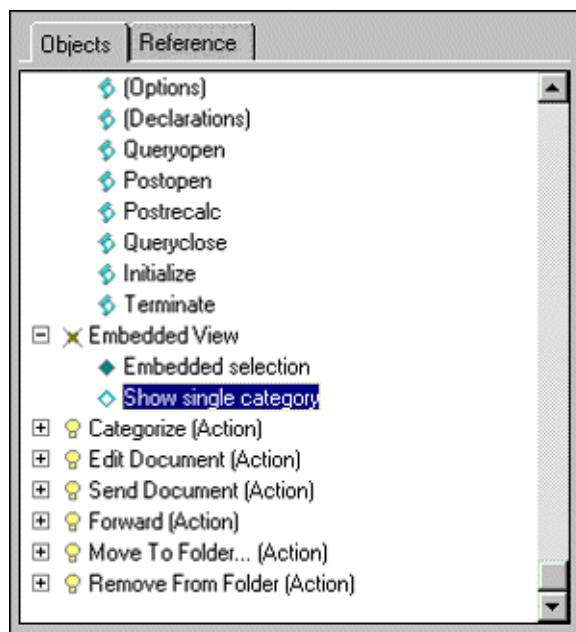 Objects Reference
(Options)
(Declarations)
Queryopen
Postopen
Postrecalc
Queryclose
Initialize
Terminate
Embedded View
Embedded selection
Show single category
Categorize (Action)
Edit Document (Action)
Send Document (Action)
Forward (Action)
Move To Folder... (Action)
Remove From Folder (Action)